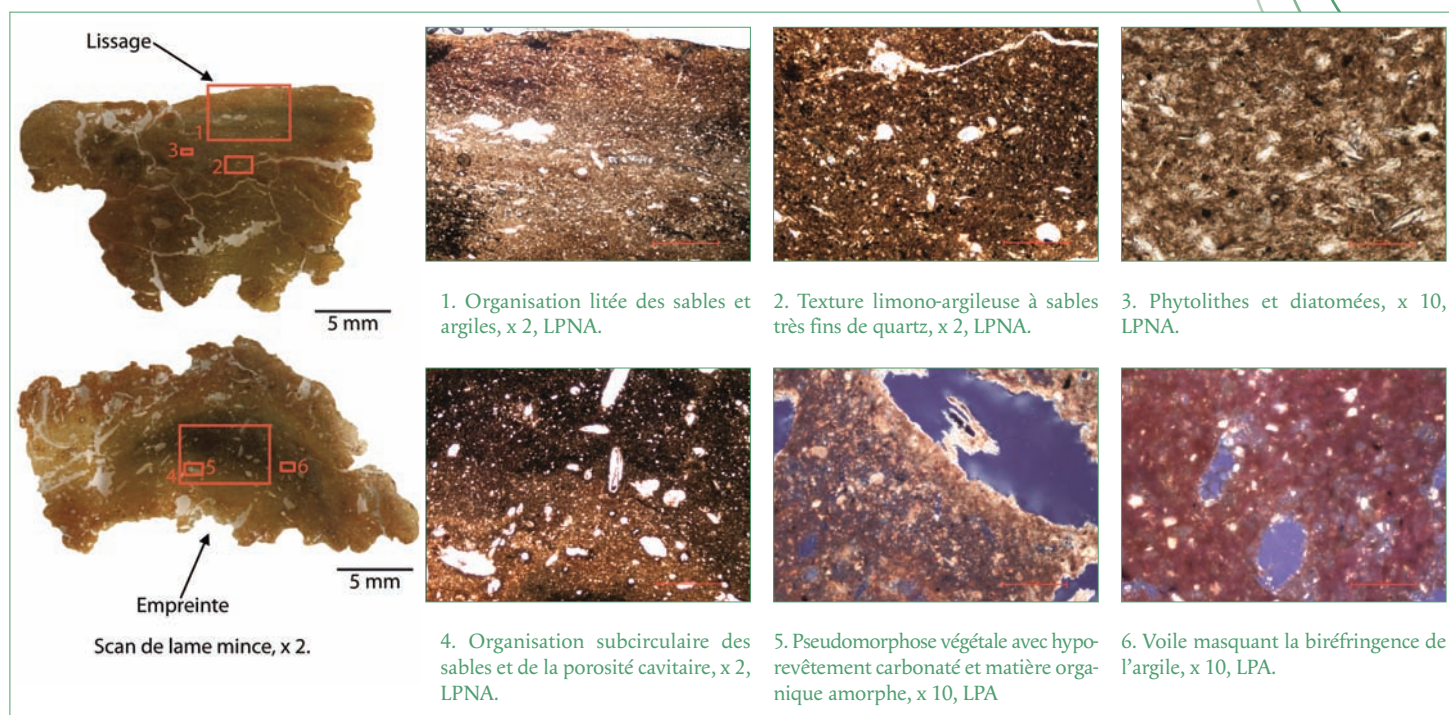 Lissage
1
3
2
5 mm
4
5
6
5 mm
Empreinte
Scan de lame mince, x 2.
1. Organisation litée des sables et
argiles, x 2, LPNA.
2. Texture limono-argileuse à sables
très fins de quartz, x 2, LPNA.
3. Phytolithes et diatomées, x 10,
LPNA.
4. Organisation subcirculaire des
sables et de la porosité cavitaire, x 2,
LPNA.
5. Pseudomorphose végétale avec hypo-
revêtement carbonaté et matière orga-
nique amorphe, x 10, LPA
6. Voile masquant la biréfringence de
l’argile, x 10, LPA.